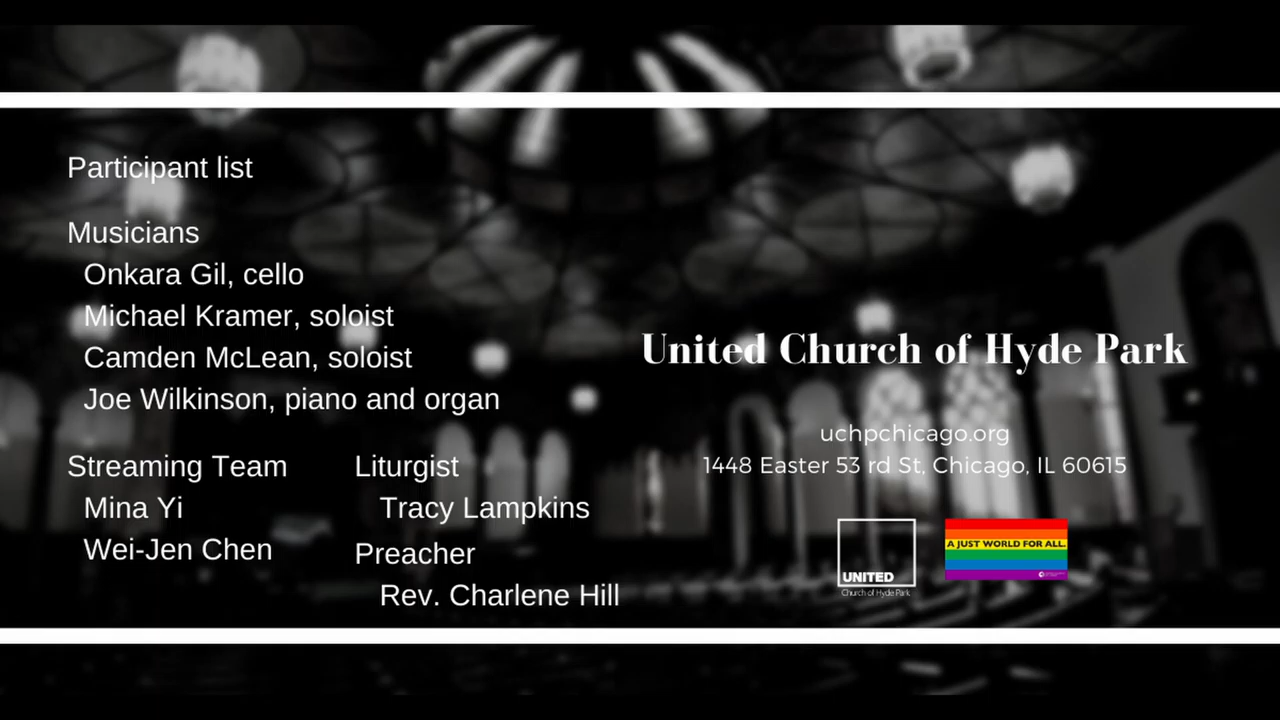 Participant list
Musicians
Onkara Gil, cello
Michael Kramer, soloist
Camden McLean, soloist
Joe Wilkinson, piano and organ
Streaming Team
Mina Yi
Wei-Jen Chen
Liturgist
Tracy Lampkins
Preacher
Rev. Charlene Hill
United Church of Hyde Park
uchpchicago.org
1448 Easter 53 rd St, Chicago, IL 60615
UNITED
Church of Hyde Park
A JUST WORLD FOR ALL.